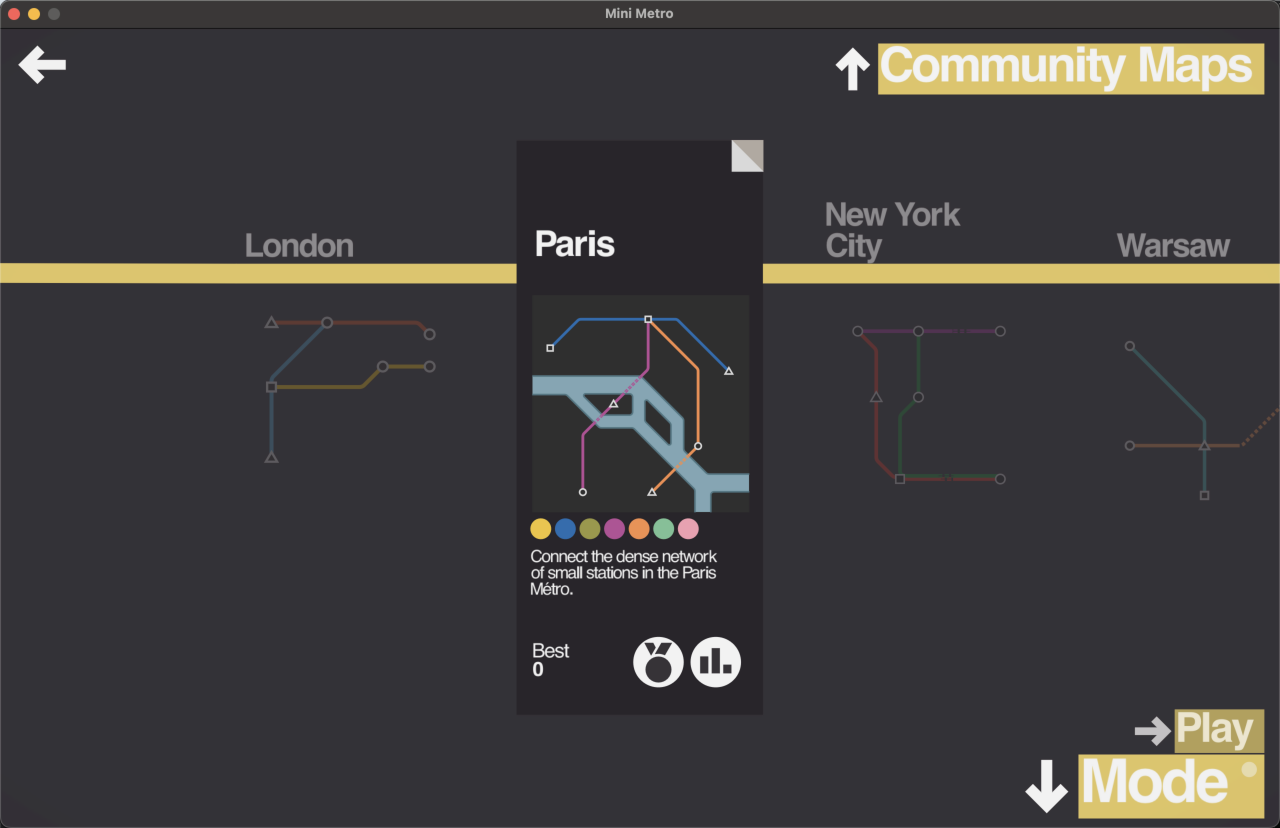 Mini Metro
Community Maps
London
Paris
New York
City
Warsaw
Connect the dense network
of small stations in the Paris
Métro.
Best
0
Play
Mode